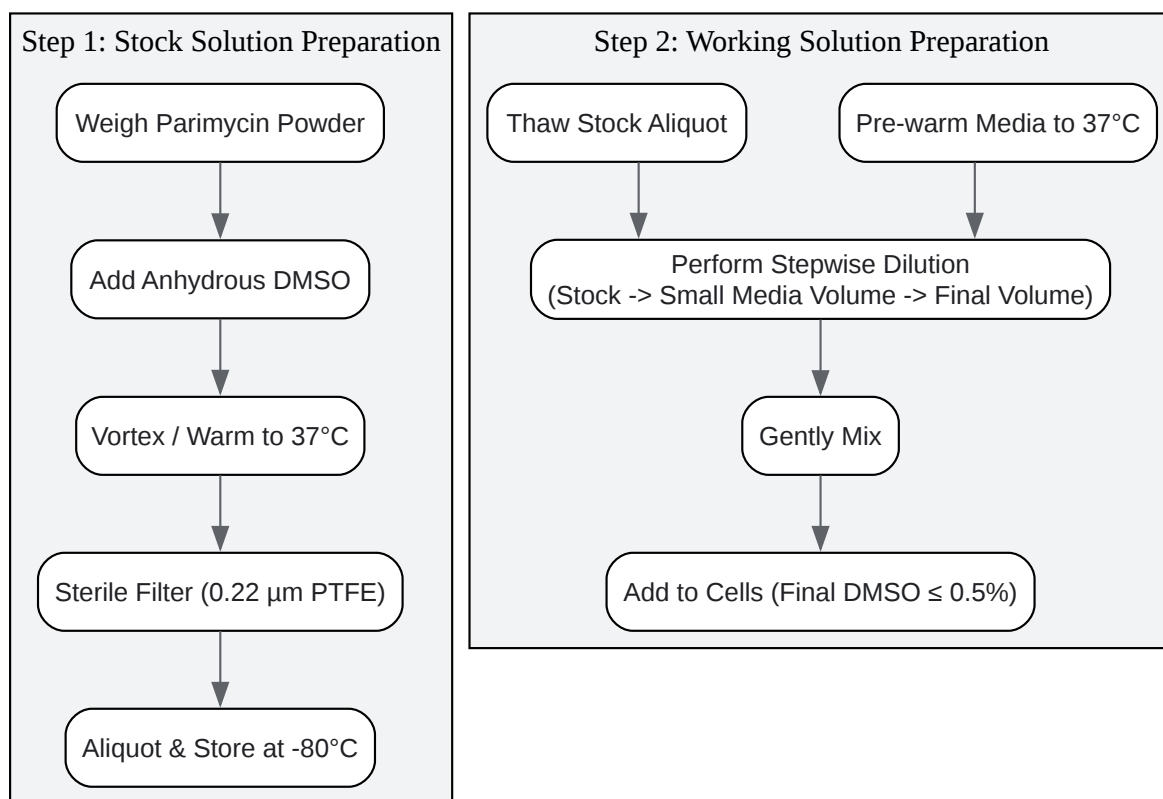 Step 1: Stock Solution Preparation
Weigh Parimycin Powder
Add Anhydrous DMSO
Vortex / Warm to 37°C
Sterile Filter (0.22 µm PTFE)
Aliquot & Store at -80°C
Step 2: Working Solution Preparation
Thaw Stock Aliquot
Pre-warm Media to 37°C
Perform Stepwise Dilution
(Stock -> Small Media Volume -> Final Volume)
Gently Mix
Add to Cells (Final DMSO ≤ 0.5%)